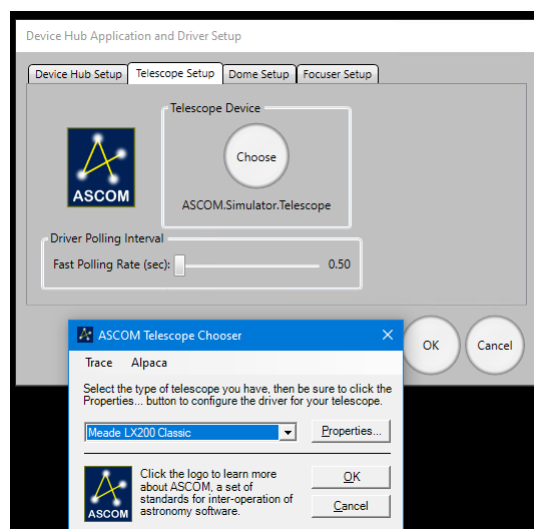 Device Hub Application and Driver Setup
Device Hub Setup Telescope Setup Dome Setup Focuser Setup
Telescope Device
Choose
ASCOM
ASCOM.Simulator.Telescope
Driver Polling Interval
Fast Polling Rate (sec): 0.50
OK Cancel
ASCOM Telescope Chooser
Trace Alpaca
Select the type of telescope you have, then be sure to click the
Properties... button to configure the driver for your telescope.
Meade LX200 Classic Properties...
Click the logo to learn more
about ASCOM, a set of
standards for inter-operation of
astronomy software.
ASCOM
OK
Cancel